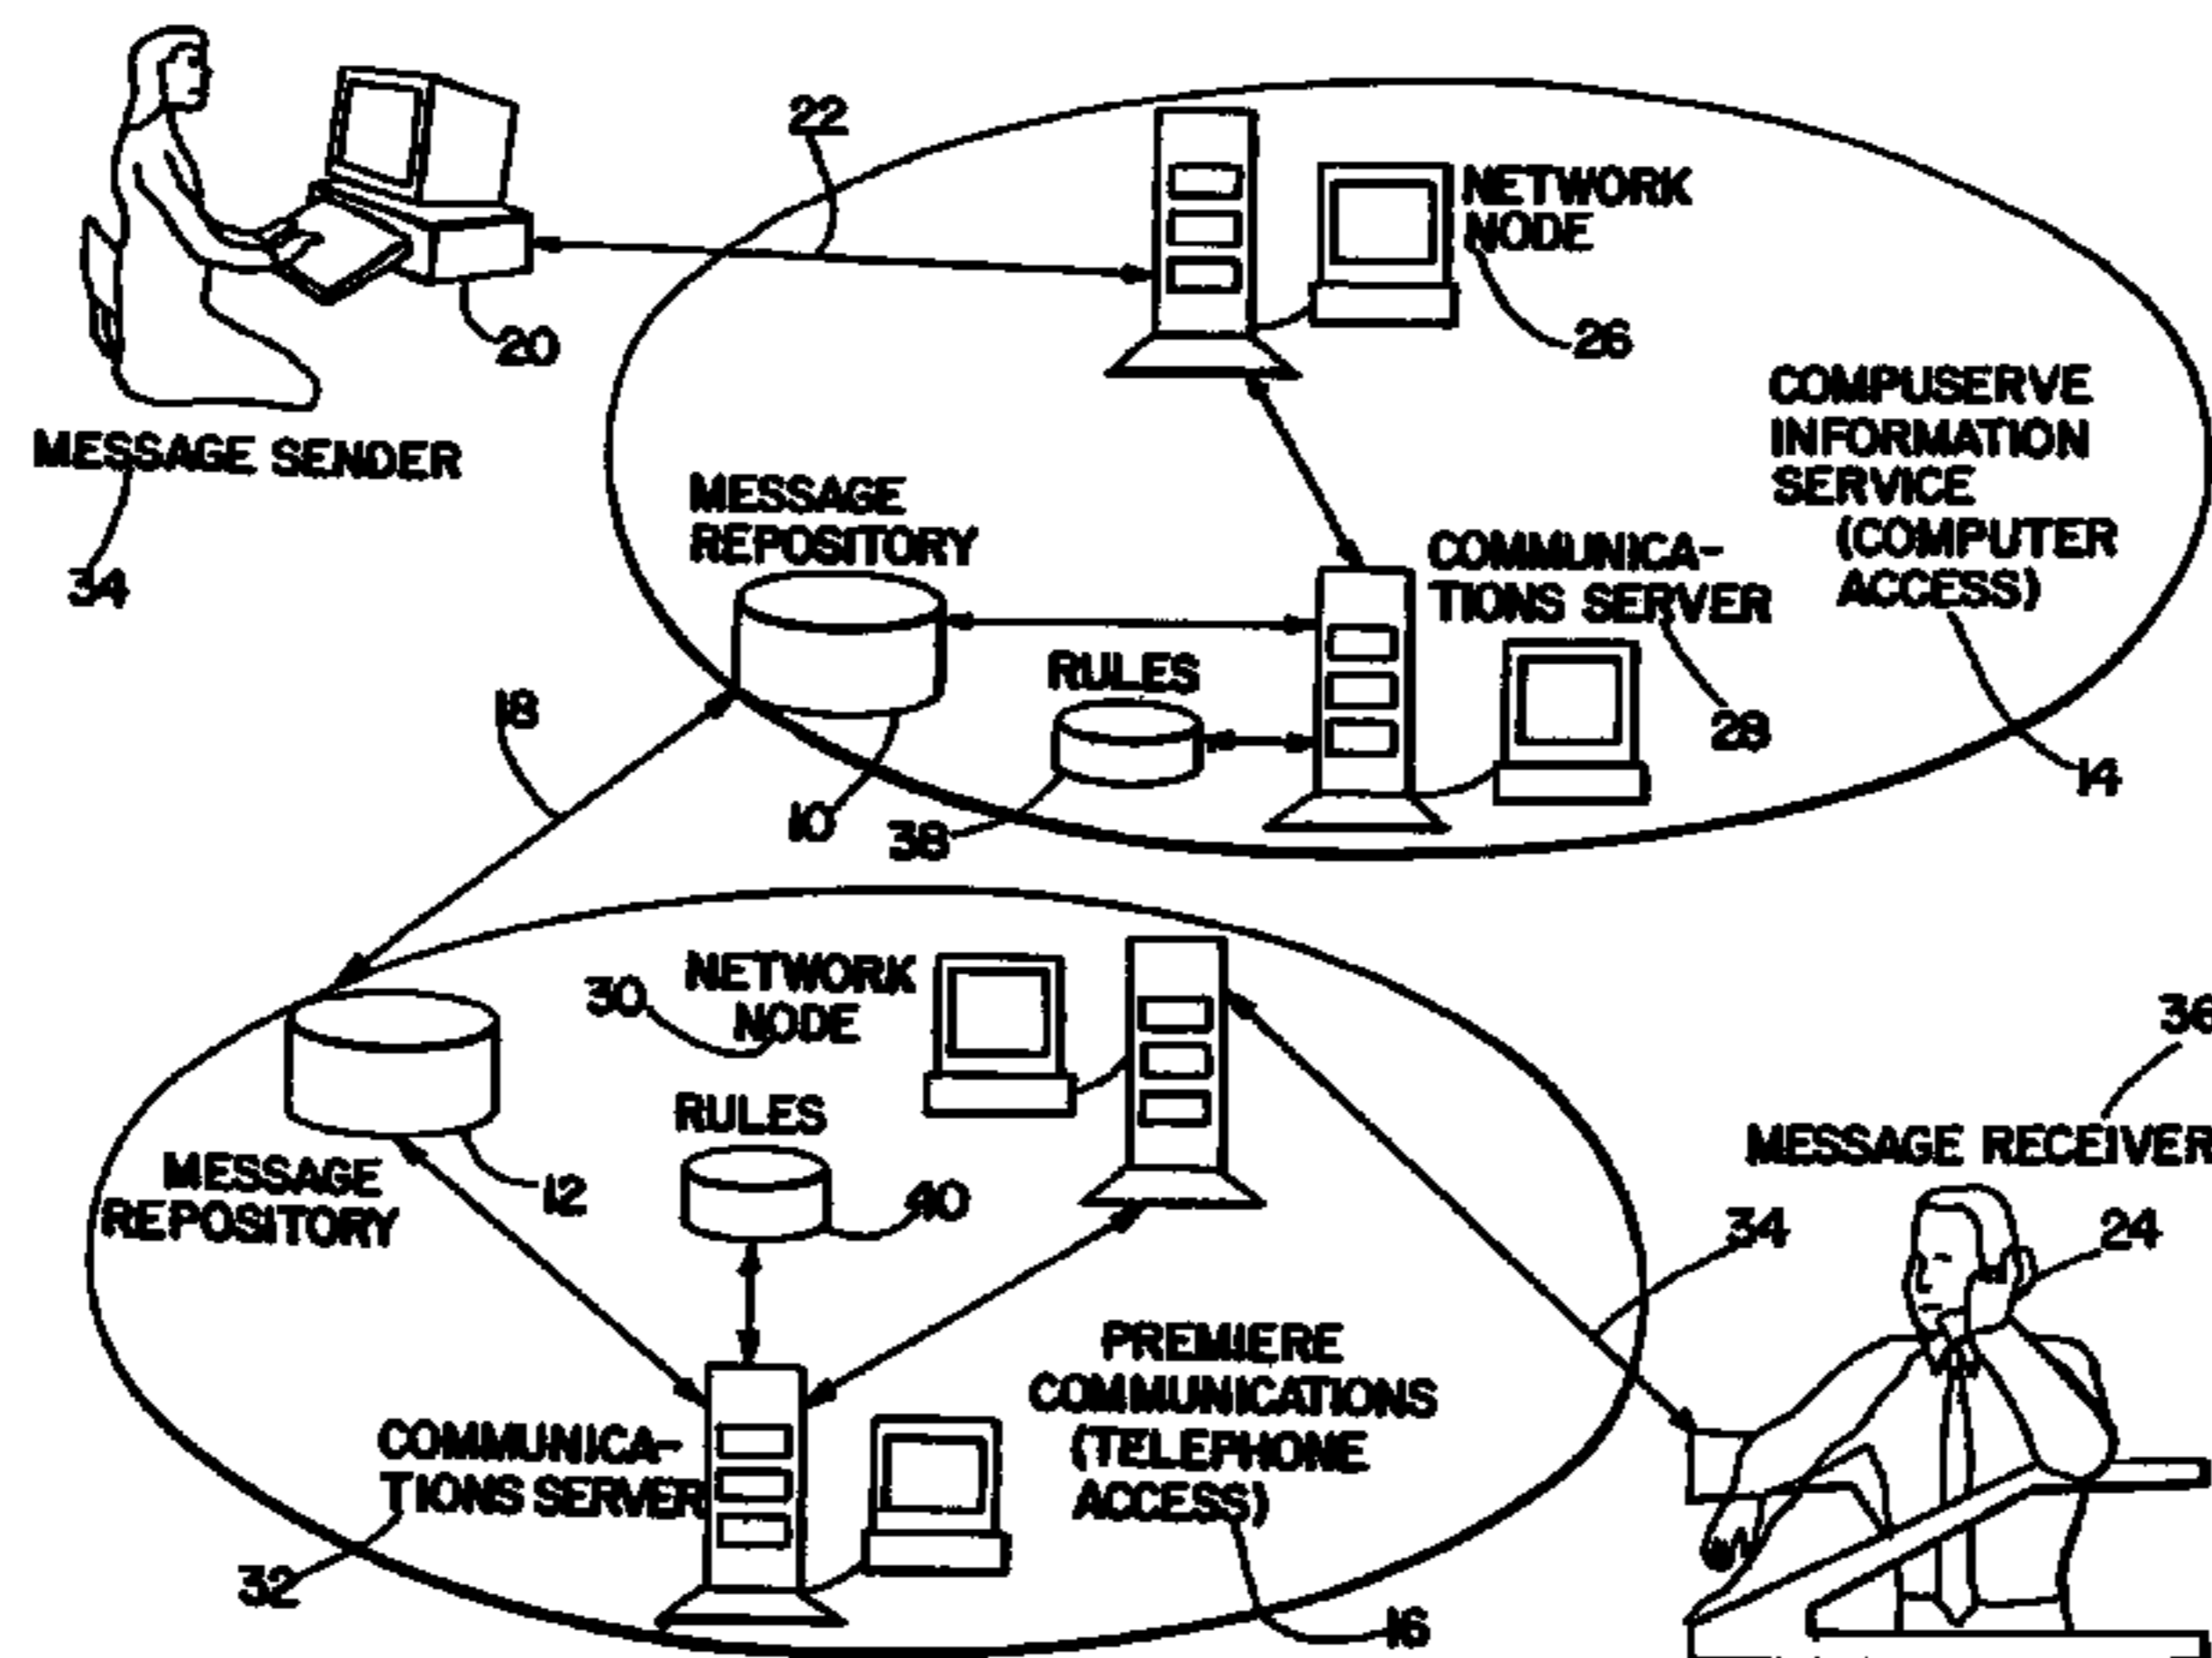 22
NETWORK
NODE
26
20
MESSAGE SENDER
34
COMPUSERVE
INFORMATION
SERVICE
(COMPUTER
ACCESS)
14
MESSAGE
REPOSITORY
10
COMMUNICA-
TIONS SERVER
28
RULES
38
18
30
NETWORK
NODE
36
MESSAGE RECEIVER
34
24
RULES
40
MESSAGE
REPOSITORY
12
PREMIERE
COMMUNICATIONS
(TELEPHONE
ACCESS)
16
COMMUNICA-
TIONS SERVER
32